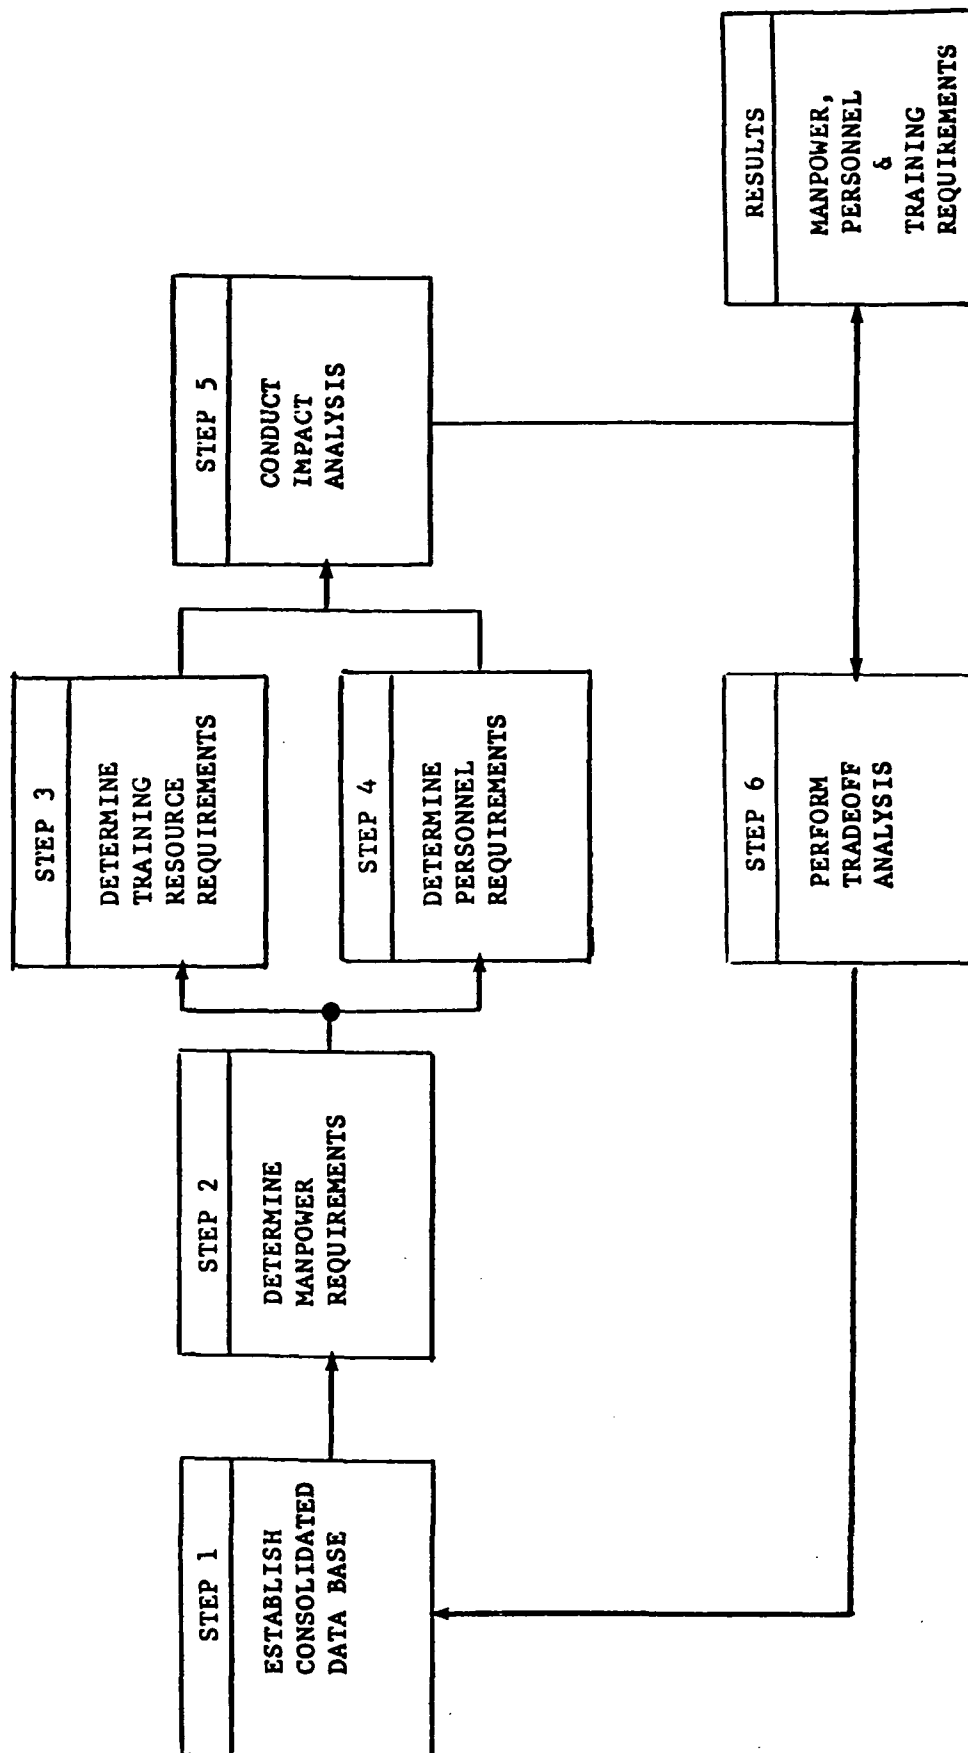 STEP 1
ESTABLISH
CONSOLIDATED
DATA BASE
STEP 2
DETERMINE
MANPOWER
REQUIREMENTS
STEP 3
DETERMINE
TRAINING
RESOURCE
REQUIREMENTS
STEP 4
DETERMINE
PERSONNEL
REQUIREMENTS
STEP 5
CONDUCT
IMPACT
ANALYSIS
STEP 6
PERFORM
TRADEOFF
ANALYSIS
RESULTS
MANPOWER,
PERSONNEL
&
TRAINING
REQUIREMENTS